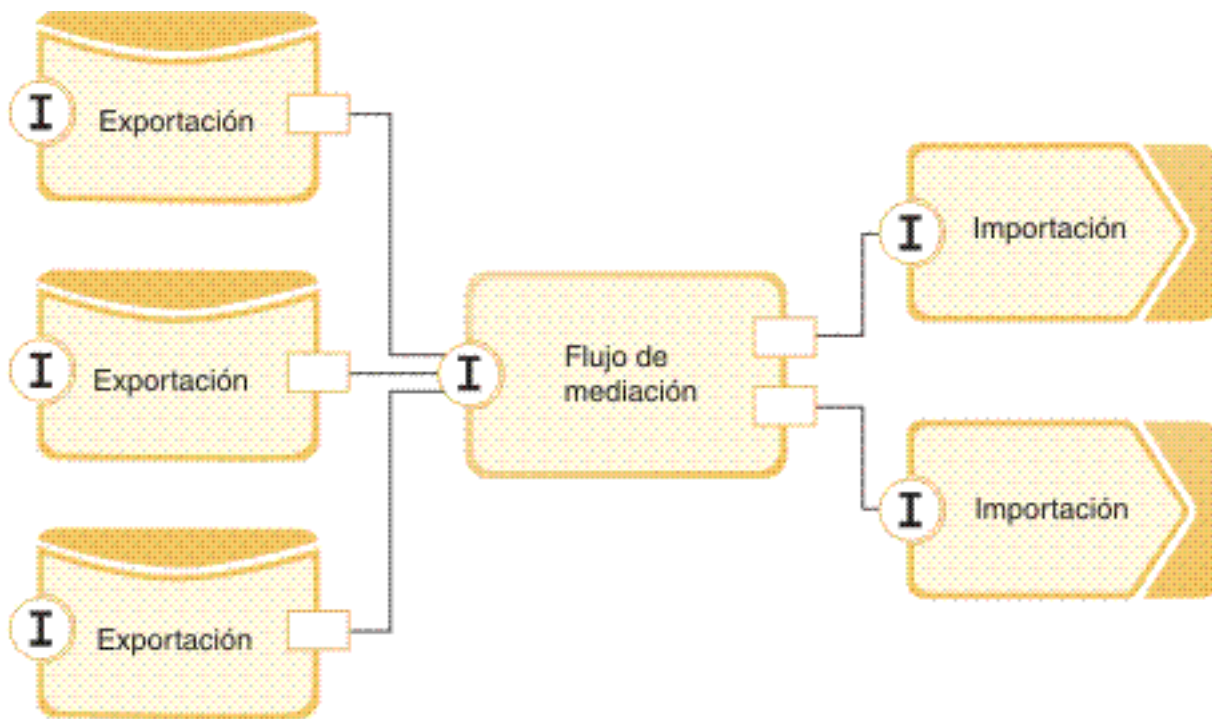 I
Exportación
I
Importación
I
Exportación
I
Flujo de
mediación
I
Importación
I
Exportación